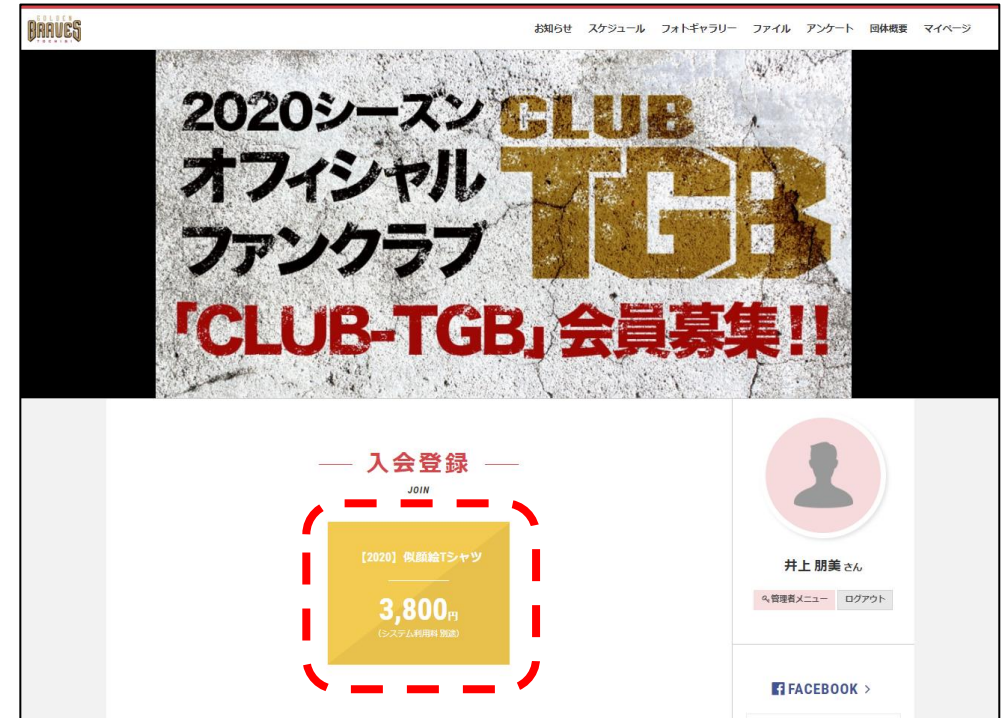 GOLDEN
BRAVES
TOCHIGI
お知らせ スケジュール フォトギャラリー ファイル アンケート 団体概要 マイページ
2020シーズン
オフィシャル
ファンクラブ
CLUB
TGB
「CLUB-TGB」会員募集!!
入会登録
JOIN
【2020】似顔絵Tシャツ
3,800円
(システム利用料 別途)
井上 朋美 さん
管理者メニュー ログアウト
FACEBOOK >